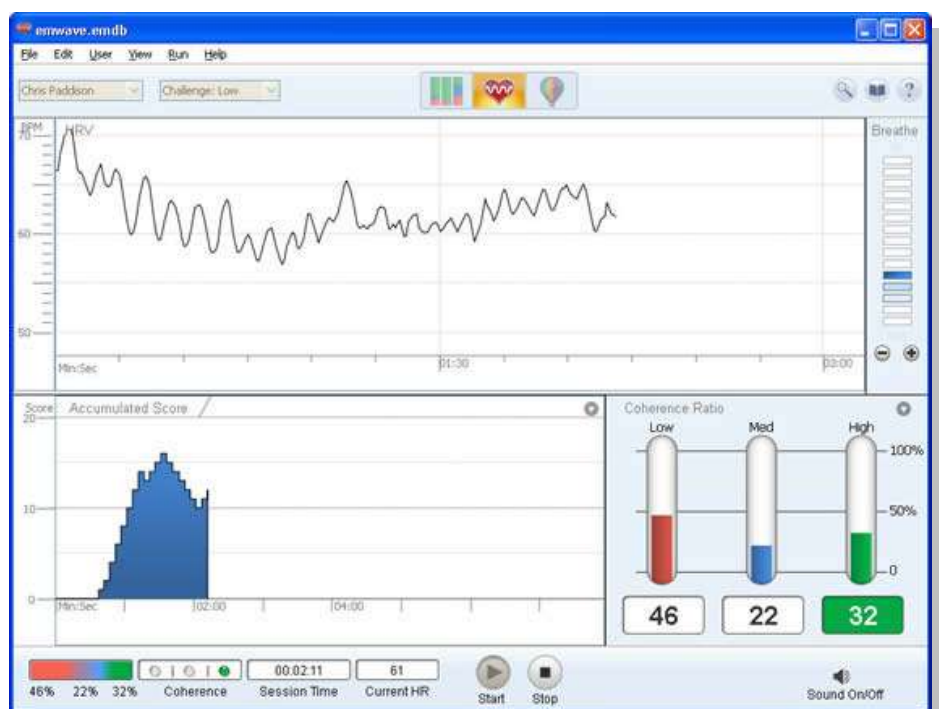 emwave.emdb
File Edit User View Run Help
Chris Paddison Challenge: Low
?
BPM HRV Breathe
70
60
50
Min:Sec 01:30 03:00
Score Accumulated Score
20
10
0
Min:Sec 02:00 04:00
Coherence Ratio
Low Med High
100%
50%
0
46 22 32
00:02:11 61
46% 22% 32% Coherence Session Time Current HR
Start Stop
Sound On/Off